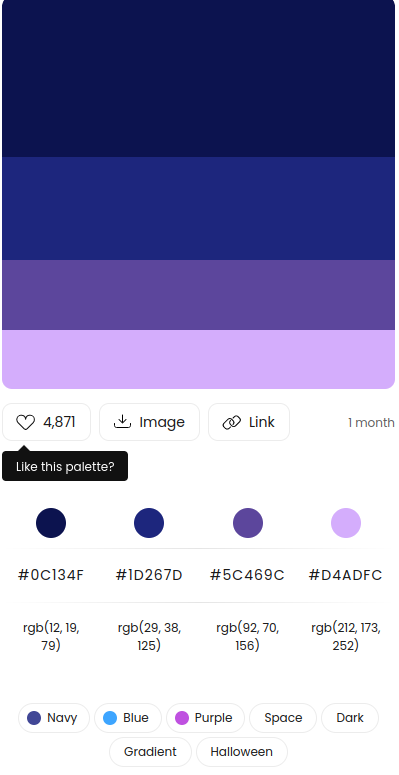 4,871 Image Link 1 month
Like this palette?
#0C134F #1D267D #5C469C #D4ADFC
rgb(12, 19, rgb(29, 38, rgb(92, 70, rgb(212, 173,
79) 125) 156) 252)
Navy Blue Purple Space Dark
Gradient Halloween